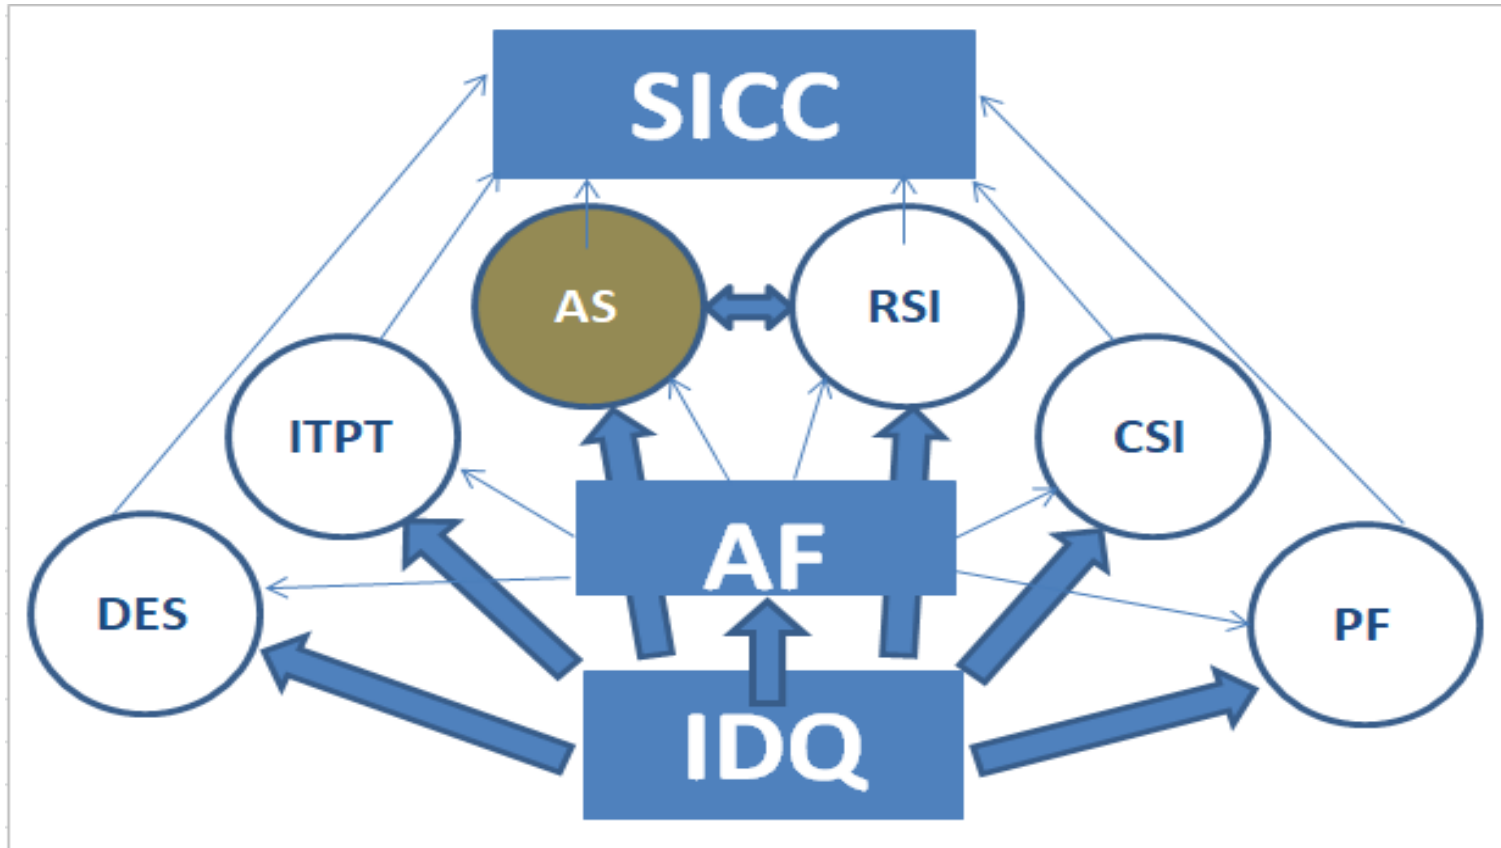 SICC
AS
RSI
ITPT
CSI
AF
DES
PF
IDQ